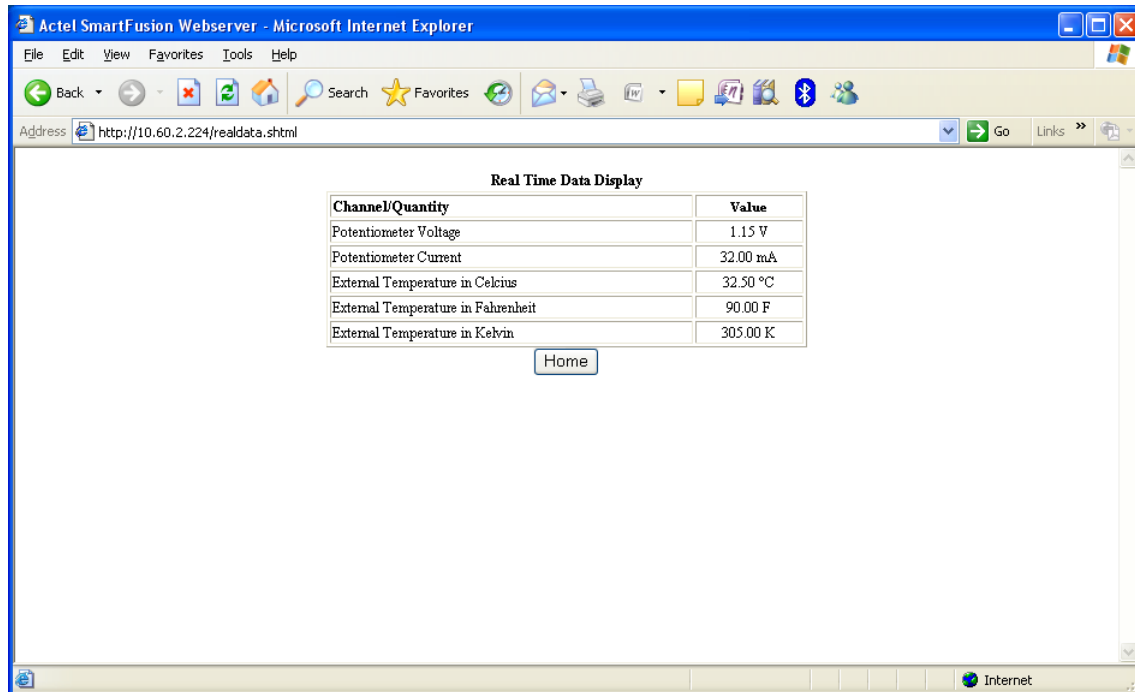 Actel SmartFusion Webserver - Microsoft Internet Explorer
File Edit View Favorites Tools Help
Back Search Favorites
Address http://10.60.2.224/realdata.shtml Go Links »
Real Time Data Display
Channel/Quantity Value
Potentiometer Voltage 1.15 V
Potentiometer Current 32.00 mA
External Temperature in Celcius 32.50 °C
External Temperature in Fahrenheit 90.00 F
External Temperature in Kelvin 305.00 K
Home
Internet